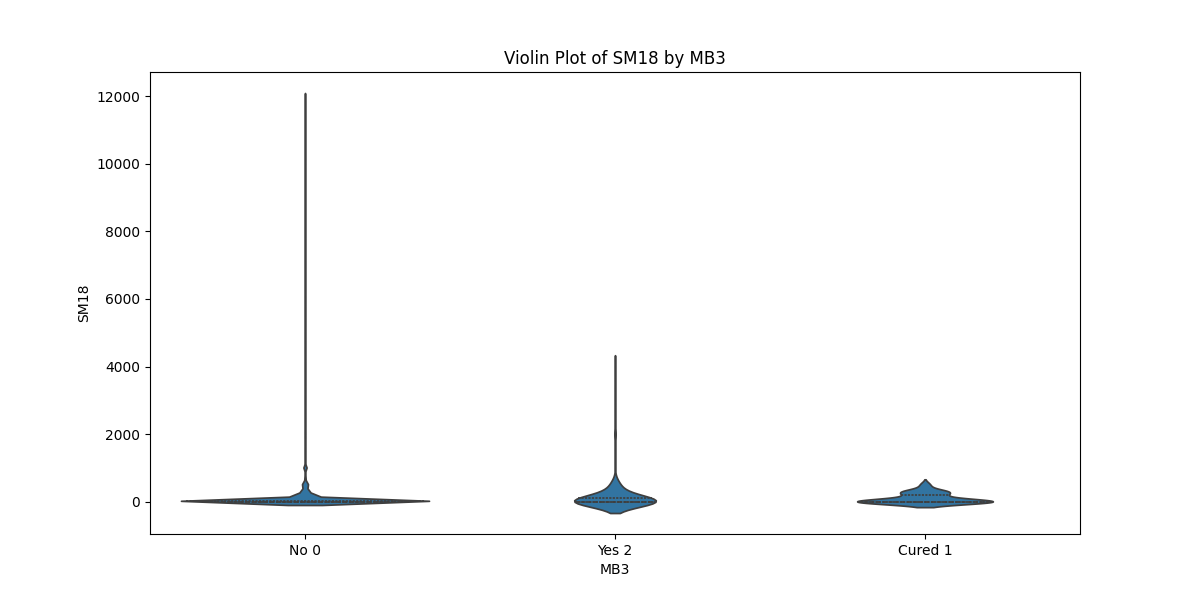 Violin Plot of SM18 by MB3
12000
10000
8000
6000
4000
2000
0
SM18
No 0
Yes 2
Cured 1
MB3